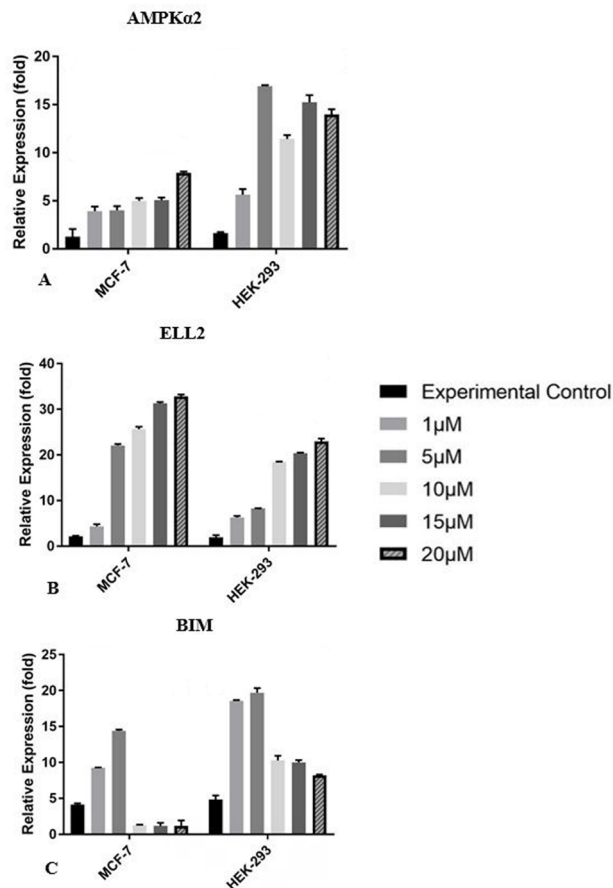 AMPKα2
Relative Expression (fold)
20
15
10
5
0
MCF-7
HEK-293
A
ELL2
Relative Expression (fold)
40
30
20
10
0
MCF-7
HEK-293
B
Experimental Control
1µM
5µM
10µM
15µM
20µM
BIM
Relative Expression (fold)
25
20
15
10
5
0
MCF-7
HEK-293
C